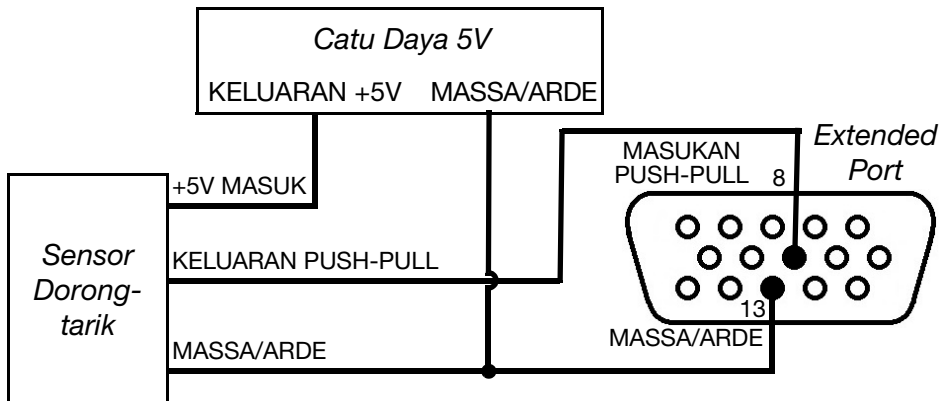 Catu Daya 5V
KELUARAN +5V
MASSA/ARDE
Extended
Port
MASUKAN
PUSH-PULL
8
+5V MASUK
Sensor
Dorong-
tarik
KELUARAN PUSH-PULL
13
MASSA/ARDE
MASSA/ARDE